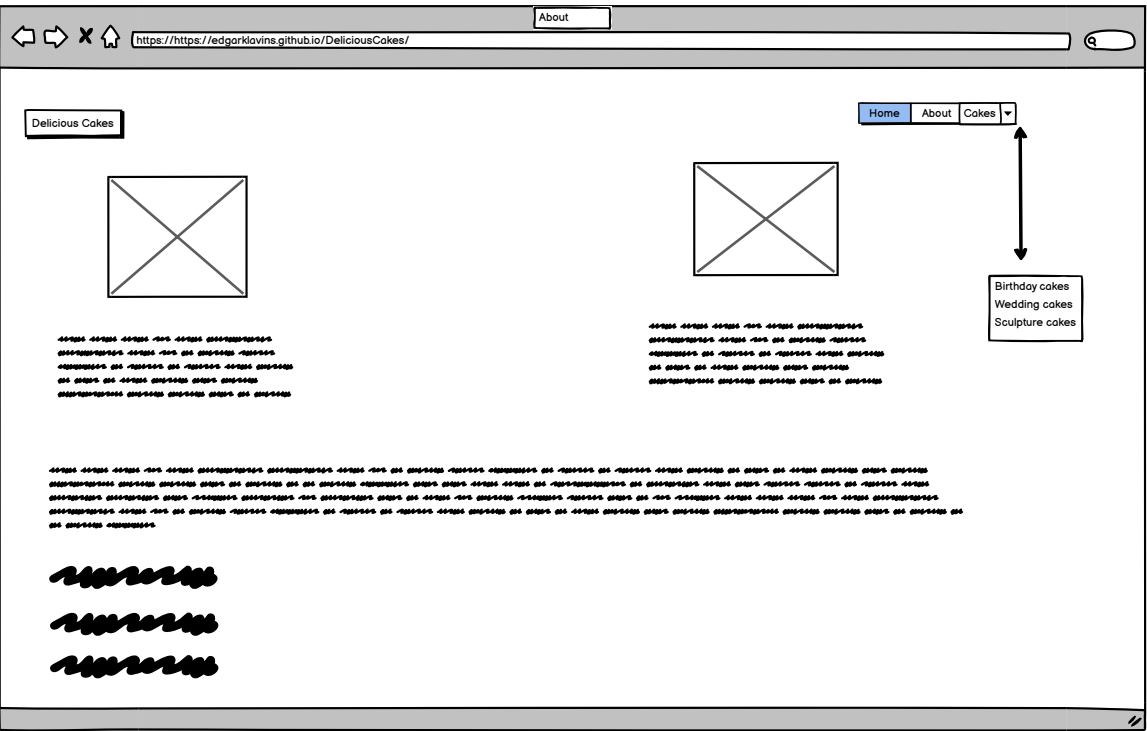 About
https://https://edgarklavins.github.io/DeliciousCakes/
Delicious Cakes
Home About Cakes
Birthday cakes
Wedding cakes
Sculpture cakes